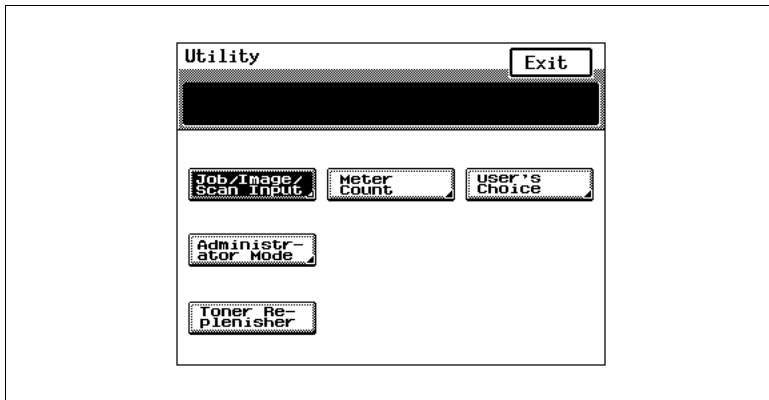 Utility
Exit
Job/Image/
Scan Input
Meter
Count
User's
Choice
Administr-
ator Mode
Toner Re-
plenisher